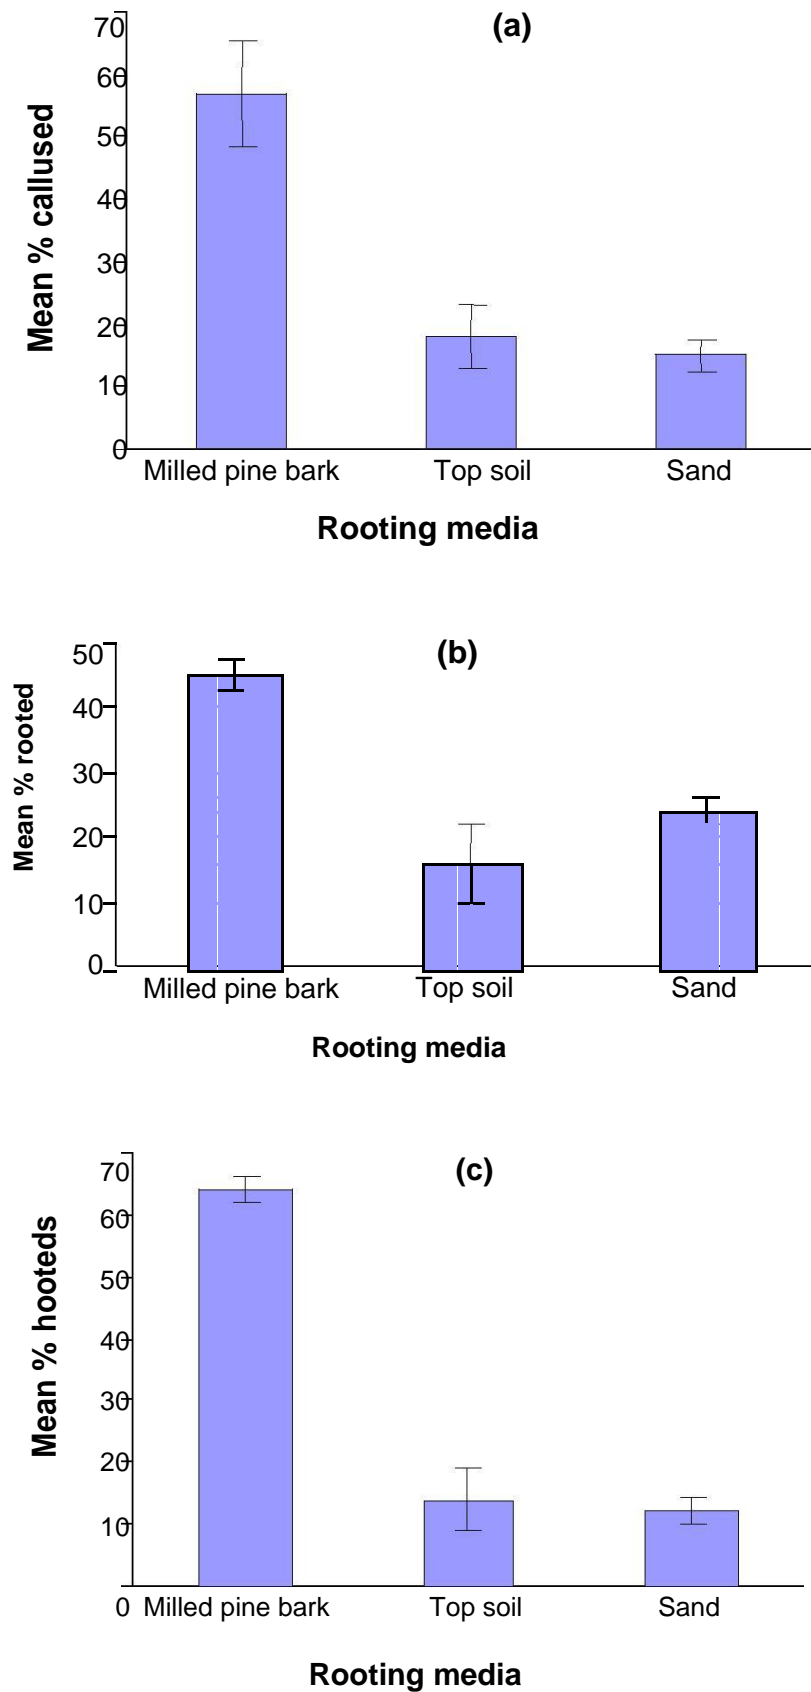 (a)
Mean % callused
70
60
50
40
30
20
10
0
Milled pine bark Top soil Sand
Rooting media
(b)
Mean % rooted
50
40
30
20
10
0
Milled pine bark Top soil Sand
Rooting media
(c)
Mean % hooteds
70
60
50
40
30
20
10
0 Milled pine bark Top soil Sand
Rooting media